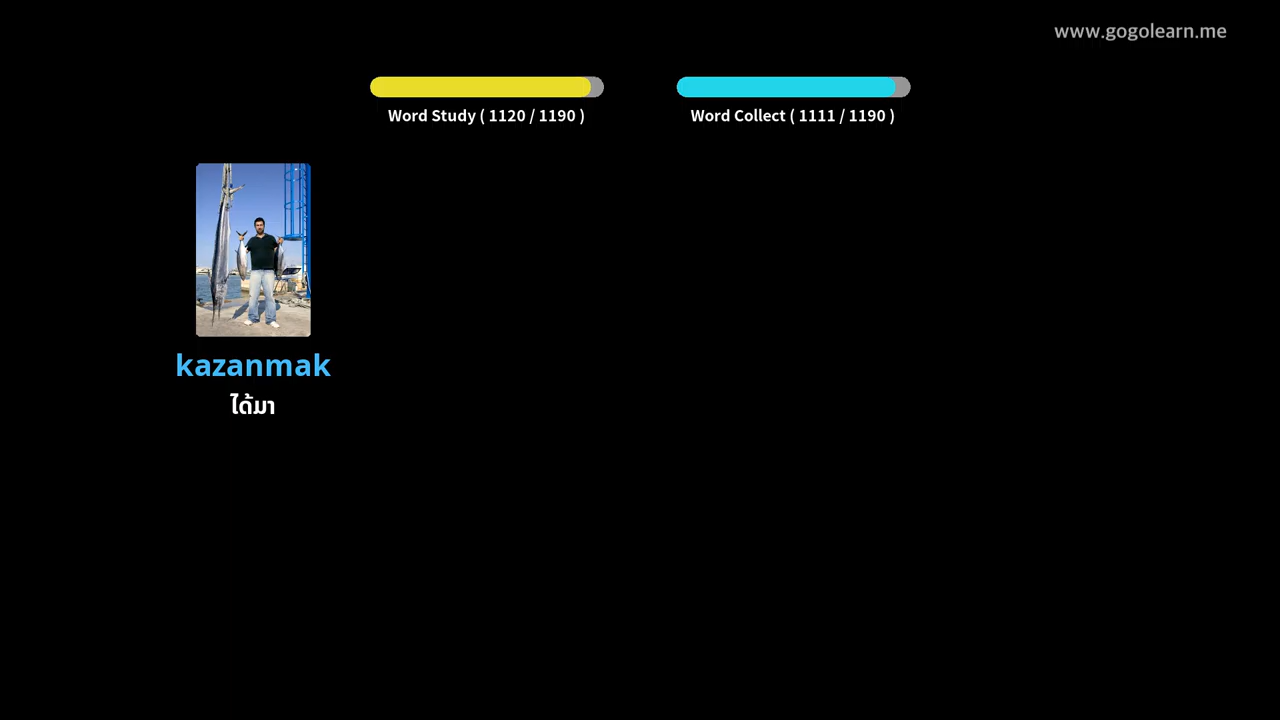 www.gogolearn.me
Word Study ( 1120 / 1190 )
Word Collect ( 1111 / 1190 )
kazanmak
ได้มา